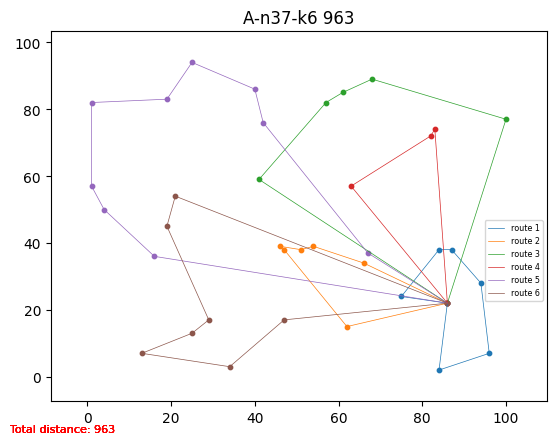 A-n37-k6 963
100
80
60
40
20
0
route 1
route 2
route 3
route 4
route 5
route 6
0 20 40 60 80 100
Total distance: 963